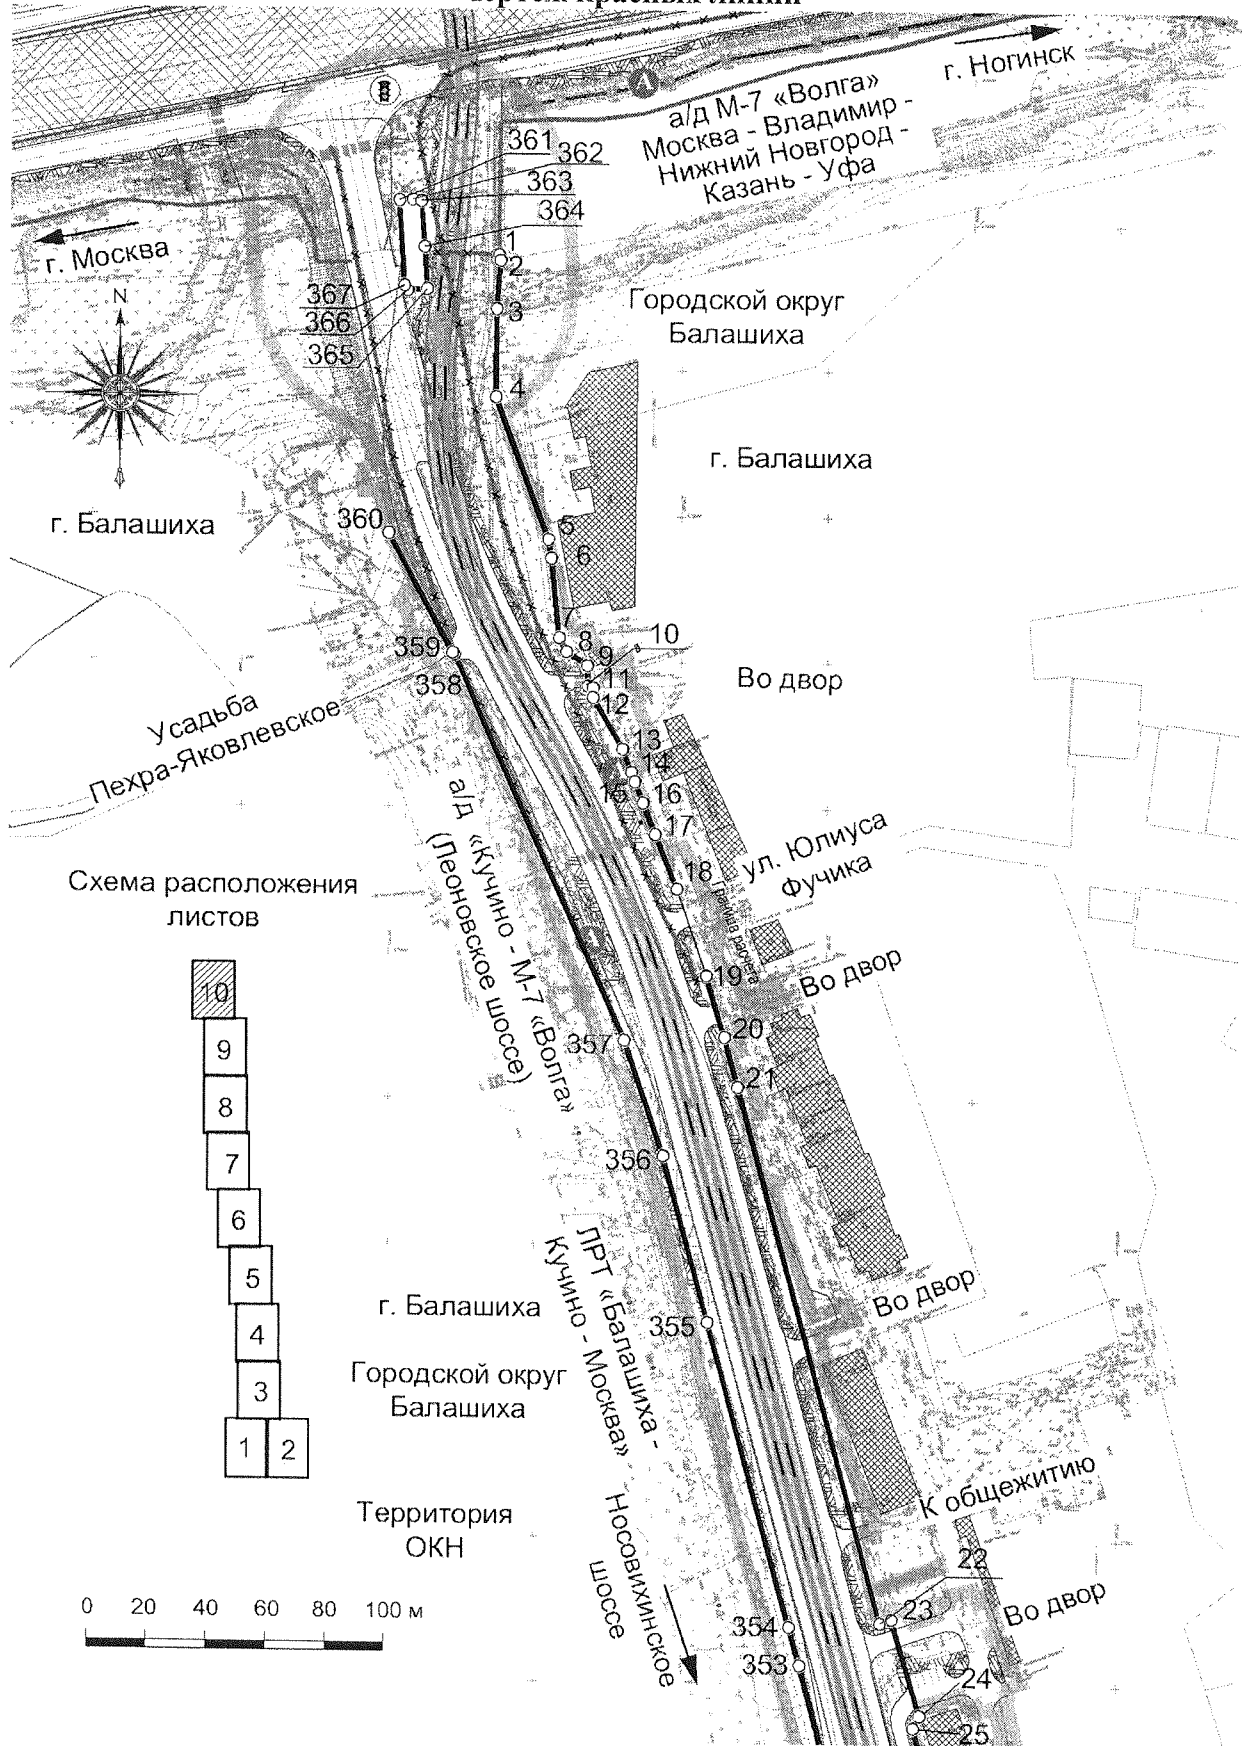 Чертеж красных линий
г. Ногинск
а/д М-7 «Волга»
Москва - Владимир -
Нижний Новгород -
Казань - Уфа
361
362
363
364
г. Москва
1
2
3
4
367
366
365
N
Городской округ
Балашиха
г. Балашиха
г. Балашиха
360
5
6
7
8
9
10
11
12
359
358
Во двор
Усадьба
Пехра-Яковлевское
13
14
15
16
17
18
а/д «Кучино - М-7 «Волга»
(Леоновское шоссе)
ул. Юлиуса
Фучика
Граница расчета
Схема расположения
листов
10
9
8
7
6
5
4
3
1
2
19
20
21
Во двор
357
356
355
ЛРТ «Балашиха -
Кучино - Москва»
Носовихинское
шоссе
г. Балашиха
Городской округ
Балашиха
Территория
ОКН
Во двор
К общежитию
22
23
Во двор
24
25
354
353
0 20 40 60 80 100 м